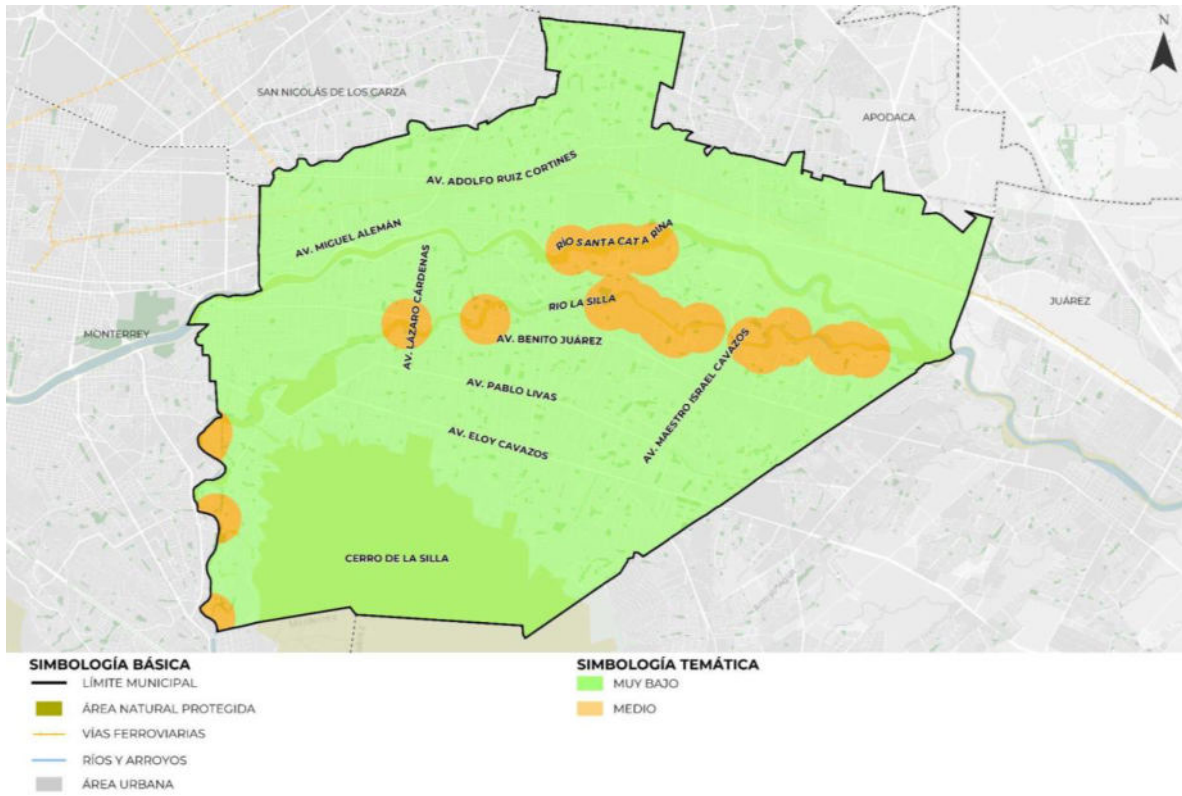 N
SAN NICOLÁS DE LOS GARZA
APODACA
AV. ADOLFO RUIZ CORTINES
AV. MIGUEL ALEMÁN
RÍO SANTA CATARINA
AV. LÁZARO CÁRDENAS
RIO LA SILLA
JUÁREZ
MONTERREY
AV. BENITO JUÁREZ
AV. MAESTRO ISRAEL CAVAZOS
AV. PABLO LIVAS
AV. ELOY CAVAZOS
CERRO DE LA SILLA
SIMBOLOGÍA BÁSICA
LÍMITE MUNICIPAL
ÁREA NATURAL PROTEGIDA
VÍAS FERROVIARIAS
RÍOS Y ARROYOS
ÁREA URBANA
SIMBOLOGÍA TEMÁTICA
MUY BAJO
MEDIO